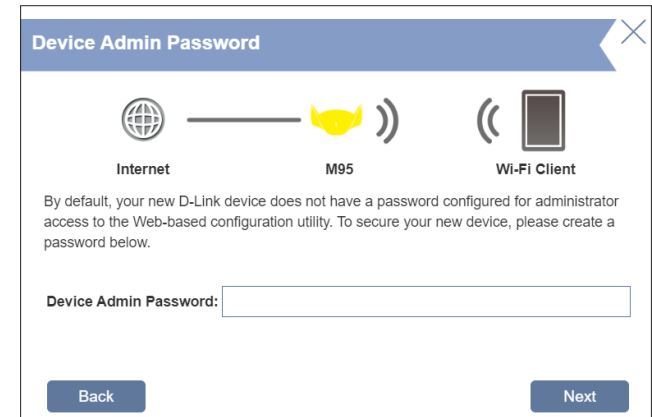 Device Admin Password
Internet
M95
Wi-Fi Client
By default, your new D-Link device does not have a password configured for administrator
access to the Web-based configuration utility. To secure your new device, please create a
password below.
Device Admin Password:
Back
Next